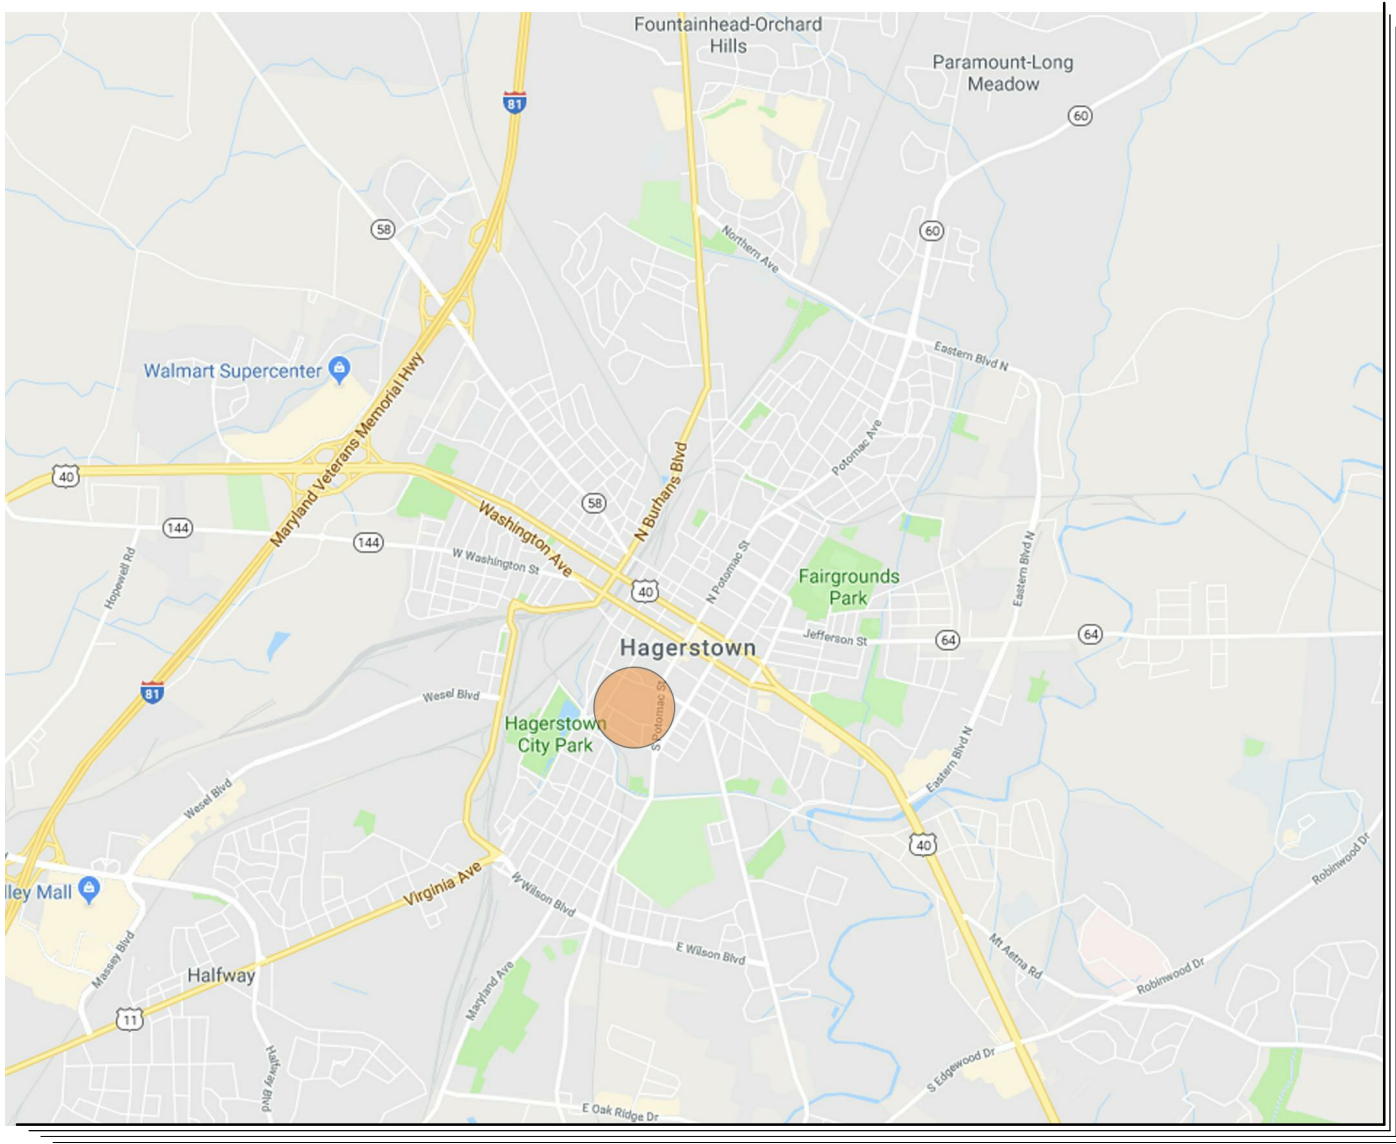 Fountainhead-Orchard
Hills
Paramount-Long
Meadow
81
60
58
60
Northern Ave
Eastern Blvd N
Walmart Supercenter
Maryland Veterans Memorial Hwy
Potomac Ave
N Burhans Blvd
40
58
Washington Ave
144
144
W Washington St
Hopewell Rd
N Potomac St
Eastern Blvd N
Fairgrounds
Park
40
Jefferson St
64
64
Hagerstown
81
Wesel Blvd
S Potomac St
Hagerstown
City Park
Eastern Blvd N
Wesel Blvd
40
Robinwood Dr
lley Mall
Virginia Ave
W Wilson Blvd
E Wilson Blvd
Massey Blvd
Mt Aetna Rd
Robinwood Dr
Halfway
Maryland Ave
11
Halfway Blvd
S Edgewood Dr
E Oak Ridge Dr